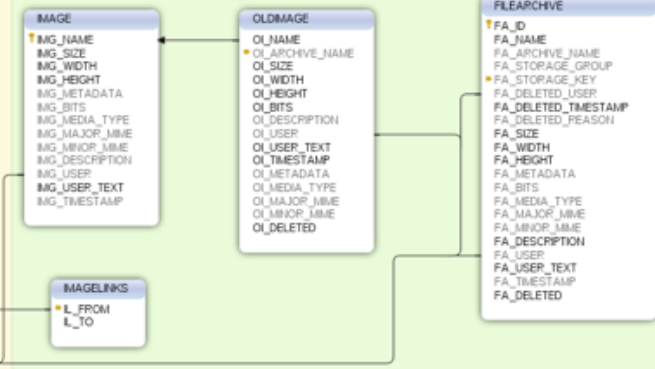 IMAGE
IMG_NAME
IMG_SIZE
IMG_WIDTH
IMG_HEIGHT
IMG_METADATA
IMG_BITS
IMG_MEDIA_TYPE
IMG_MAJOR_MIME
IMG_MINOR_MIME
IMG_DESCRIPTION
IMG_USER
IMG_USER_TEXT
IMG_TIMESTAMP
IMAGELINKS
IL_FROM
IL_TO
OLDIMAGE
OI_NAME
OI_ARCHIVE_NAME
OI_SIZE
OI_WIDTH
OI_HEIGHT
OI_BITS
OI_DESCRIPTION
OI_USER
OI_USER_TEXT
OI_TIMESTAMP
OI_METADATA
OI_MEDIA_TYPE
OI_MAJOR_MIME
OI_MINOR_MIME
OI_DELETED
FILEARCHIVE
FA_ID
FA_NAME
FA_ARCHIVE_NAME
FA_STORAGE_GROUP
FA_STORAGE_KEY
FA_DELETED_USER
FA_DELETED_TIMESTAMP
FA_DELETED_REASON
FA_SIZE
FA_WIDTH
FA_HEIGHT
FA_METADATA
FA_BITS
FA_MEDIA_TYPE
FA_MAJOR_MIME
FA_MINOR_MIME
FA_DESCRIPTION
FA_USER
FA_USER_TEXT
FA_TIMESTAMP
FA_DELETED